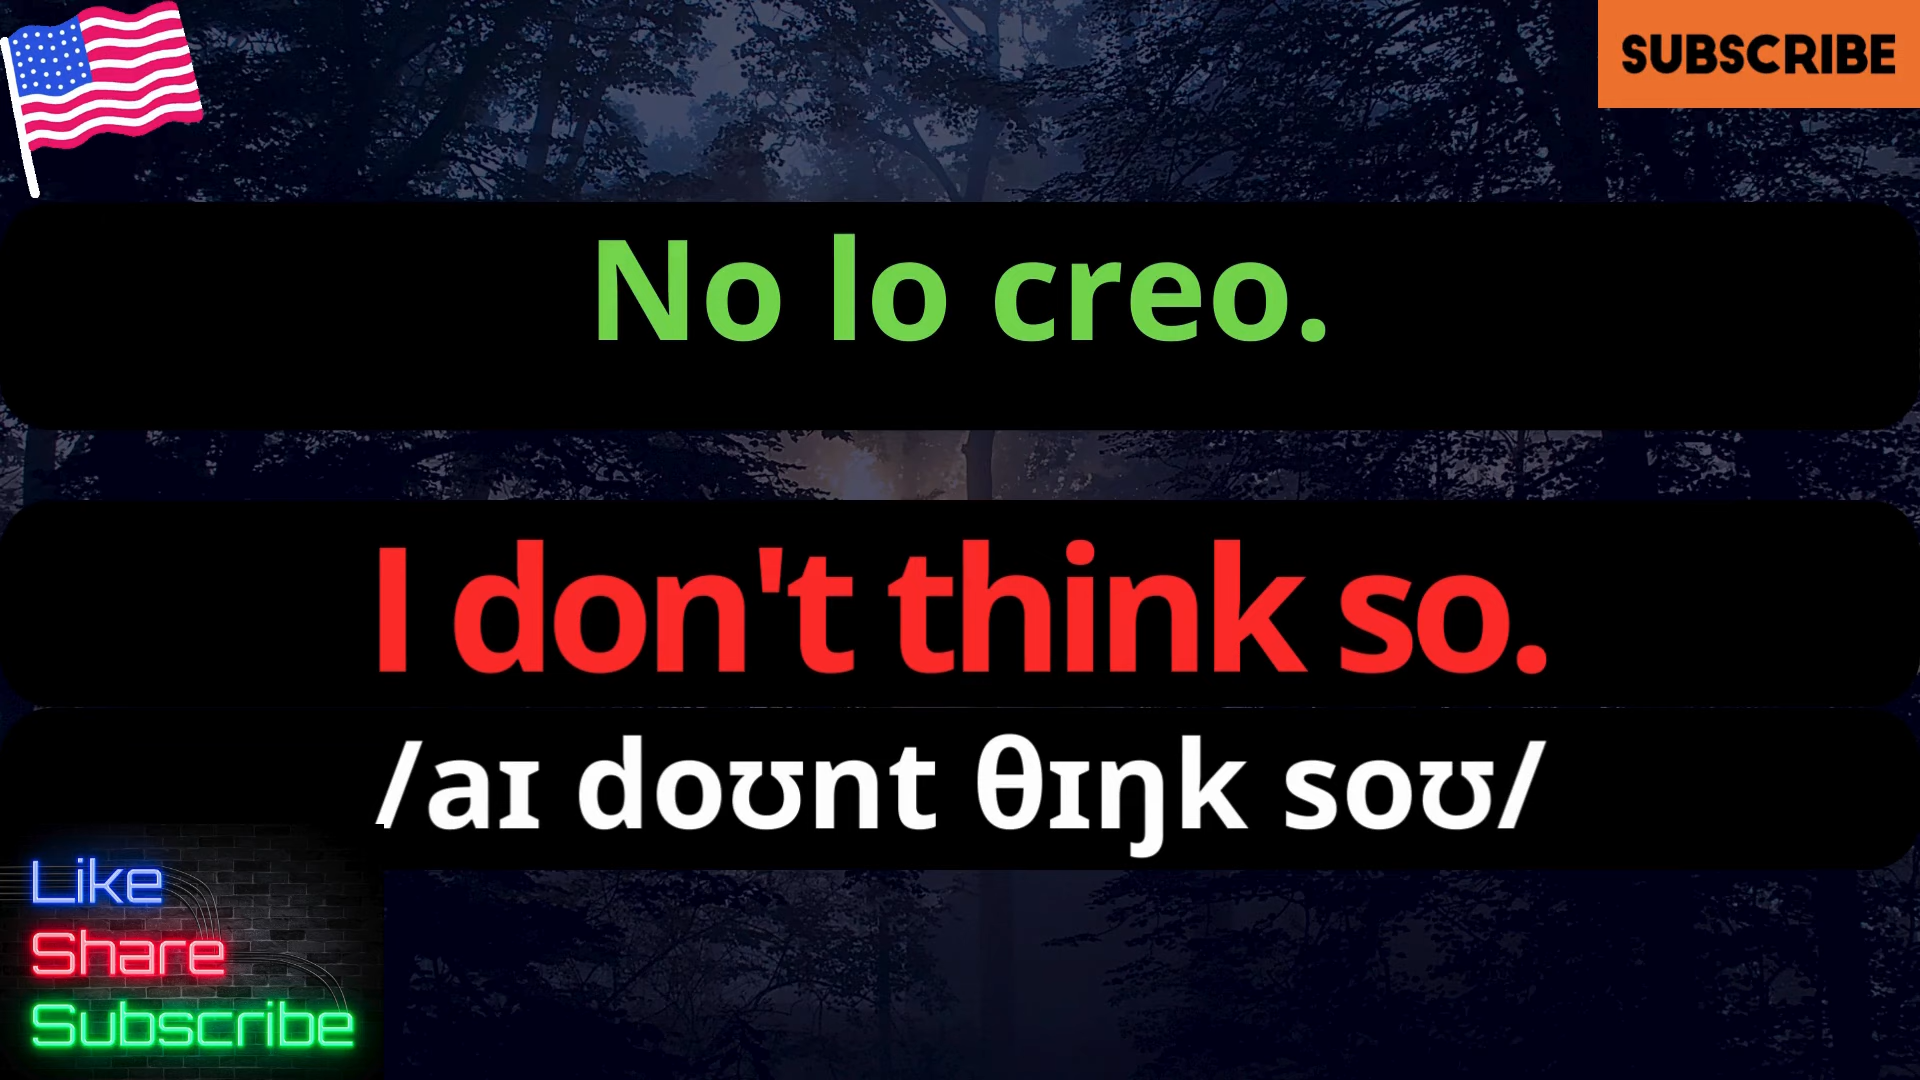 SUBSCRIBE
No lo creo.
I don't think so.
/aɪ doʊnt θɪŋk soʊ/
Like
Share
Subscribe